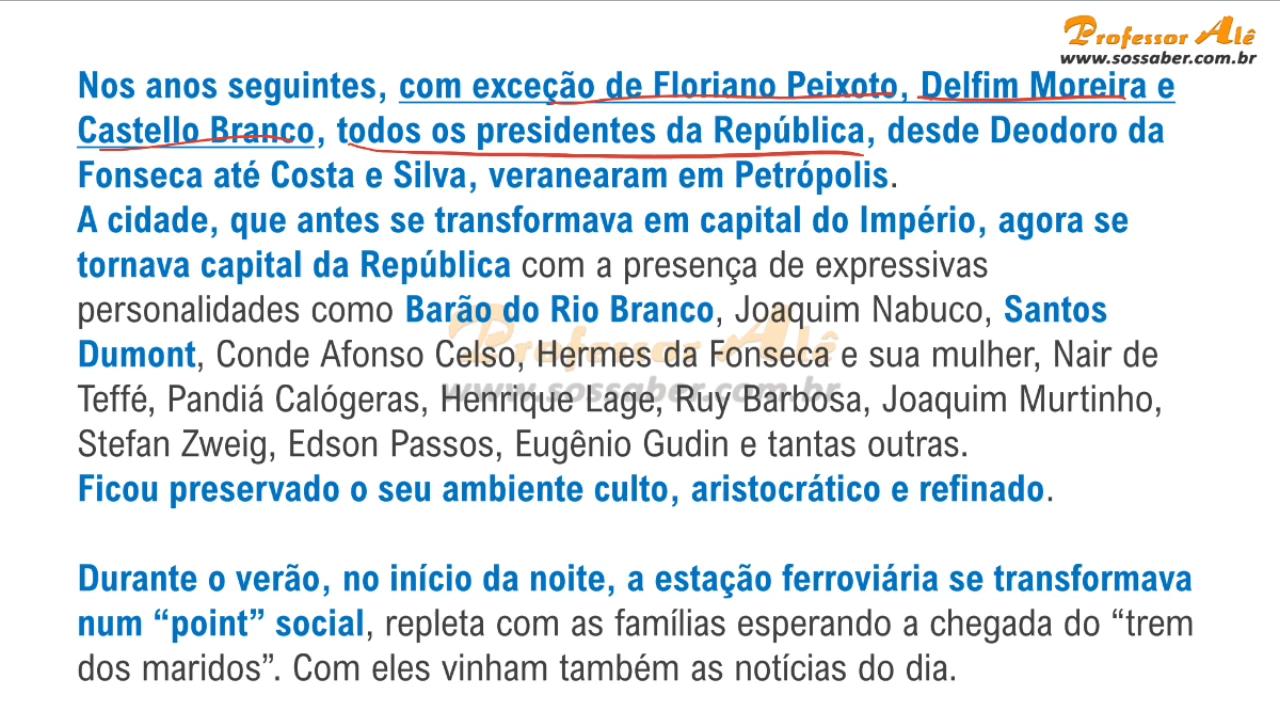 Professor Alê
www.sossaber.com.br
Nos anos seguintes, com exceção de Floriano Peixoto, Delfim Moreira e
Castello Branco, todos os presidentes da República, desde Deodoro da
Fonseca até Costa e Silva, veranearam em Petrópolis.
A cidade, que antes se transformava em capital do Império, agora se
tornava capital da República com a presença de expressivas
personalidades como Barão do Rio Branco, Joaquim Nabuco, Santos
Dumont, Conde Afonso Celso, Hermes da Fonseca e sua mulher, Nair de
Teffé, Pandiá Calógeras, Henrique Lage, Ruy Barbosa, Joaquim Murtinho,
Stefan Zweig, Edson Passos, Eugênio Gudin e tantas outras.
Ficou preservado o seu ambiente culto, aristocrático e refinado.
Durante o verão, no início da noite, a estação ferroviária se transformava
num “point” social, repleta com as famílias esperando a chegada do “trem
dos maridos”. Com eles vinham também as notícias do dia.
Professor Alê
www.sossaber.com.br